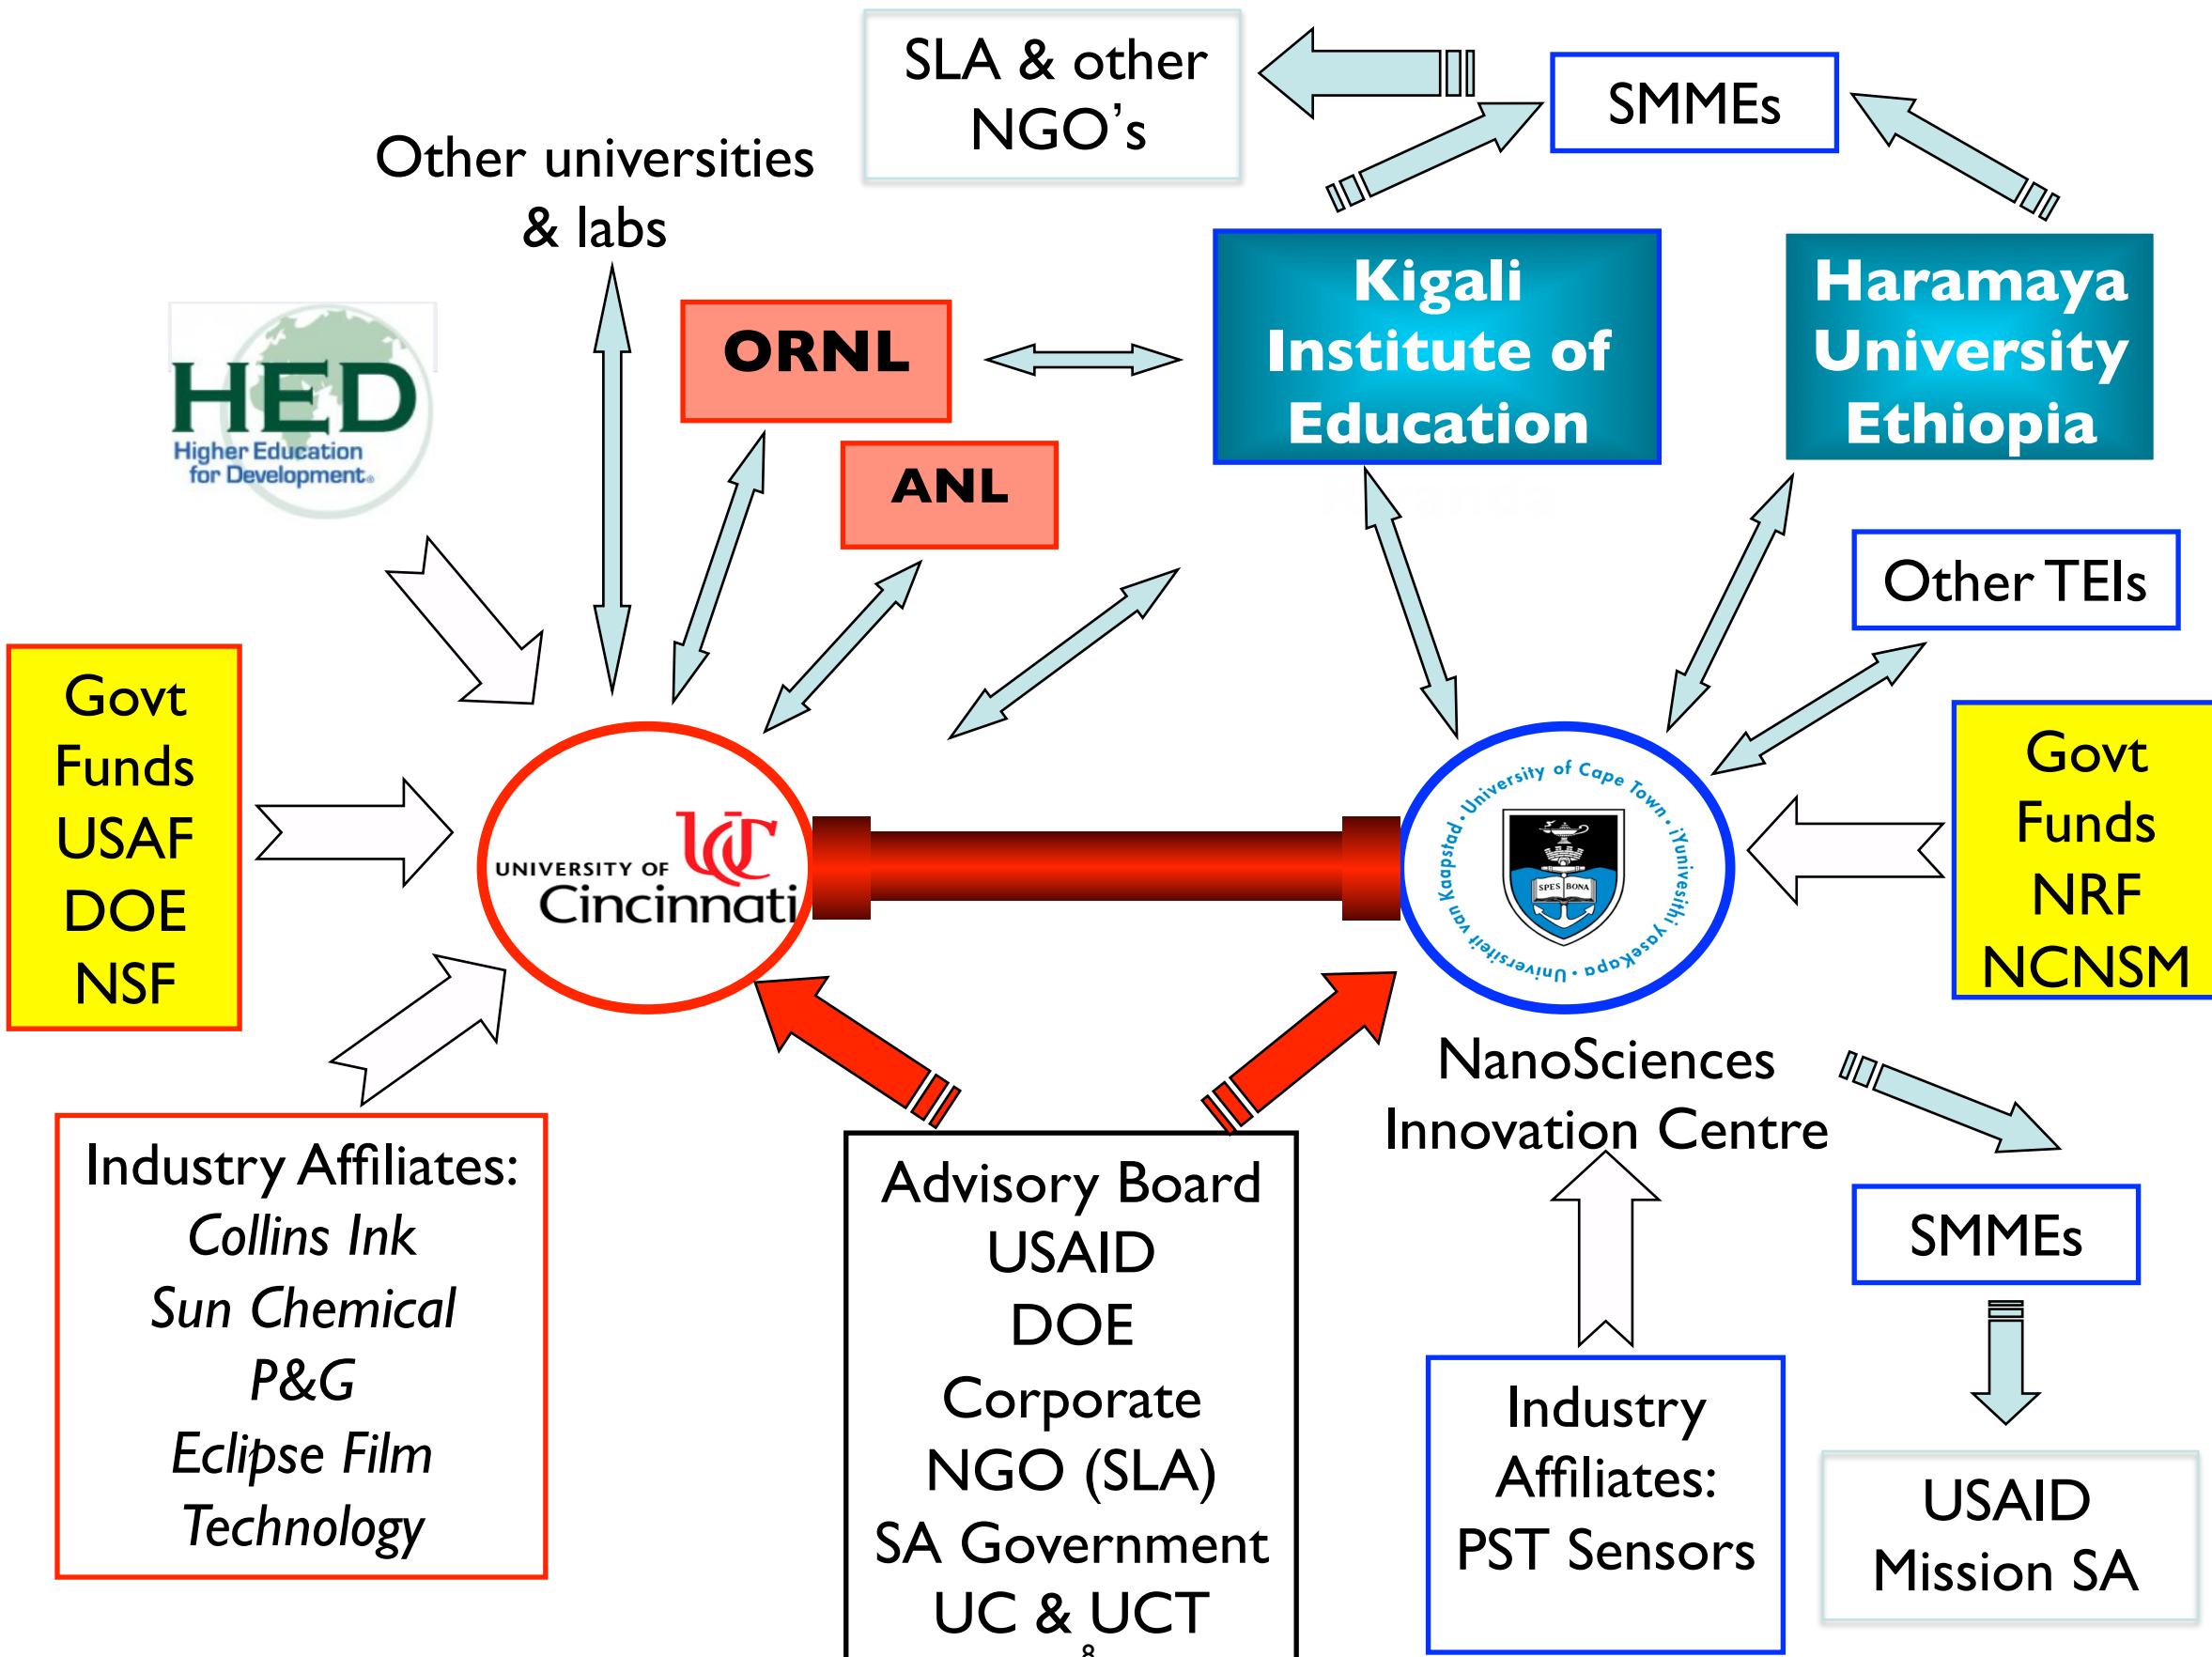 SLA & other
NGO's
SMMEs
Other universities
& labs
Kigali
Institute of
Education
Haramaya
University
Ethiopia
ORNL
HED
Higher Education
for Development®
ANL
Other TEIs
Govt
Funds
USAF
DOE
NSF
UNIVERSITY OF
Cincinnati
UC
University of Cape Town • iYunivesithi yaseKapa • Universiteit van Kaapstad •
SPES BONA
Govt
Funds
NRF
NCNSM
NanoSciences
Innovation Centre
Industry Affiliates:
Collins Ink
Sun Chemical
P&G
Eclipse Film
Technology
Advisory Board
USAID
DOE
Corporate
NGO (SLA)
SA Government
UC & UCT
8
Industry
Affiliates:
PST Sensors
SMMEs
USAID
Mission SA